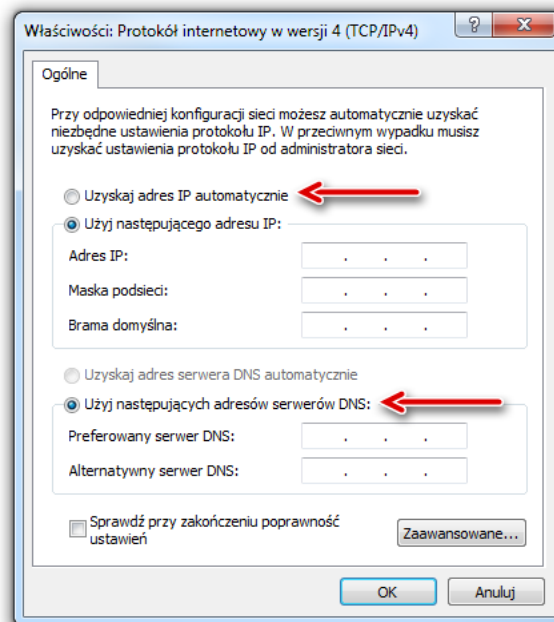 Właściwości: Protokół internetowy w wersji 4 (TCP/IPv4)
Ogólne
Przy odpowiedniej konfiguracji sieci możesz automatycznie uzyskać
niezbędne ustawienia protokołu IP. W przeciwnym wypadku musisz
uzyskać ustawienia protokołu IP od administratora sieci.
Uzyskaj adres IP automatycznie
Użyj następującego adresu IP:
Adres IP:
Maska podsieci:
Brama domyślna:
Uzyskaj adres serwera DNS automatycznie
Użyj następujących adresów serwerów DNS:
Preferowany serwer DNS:
Alternatywny serwer DNS:
Sprawdź przy zakończeniu poprawność
ustawień
Zaawansowane...
OK Anuluj